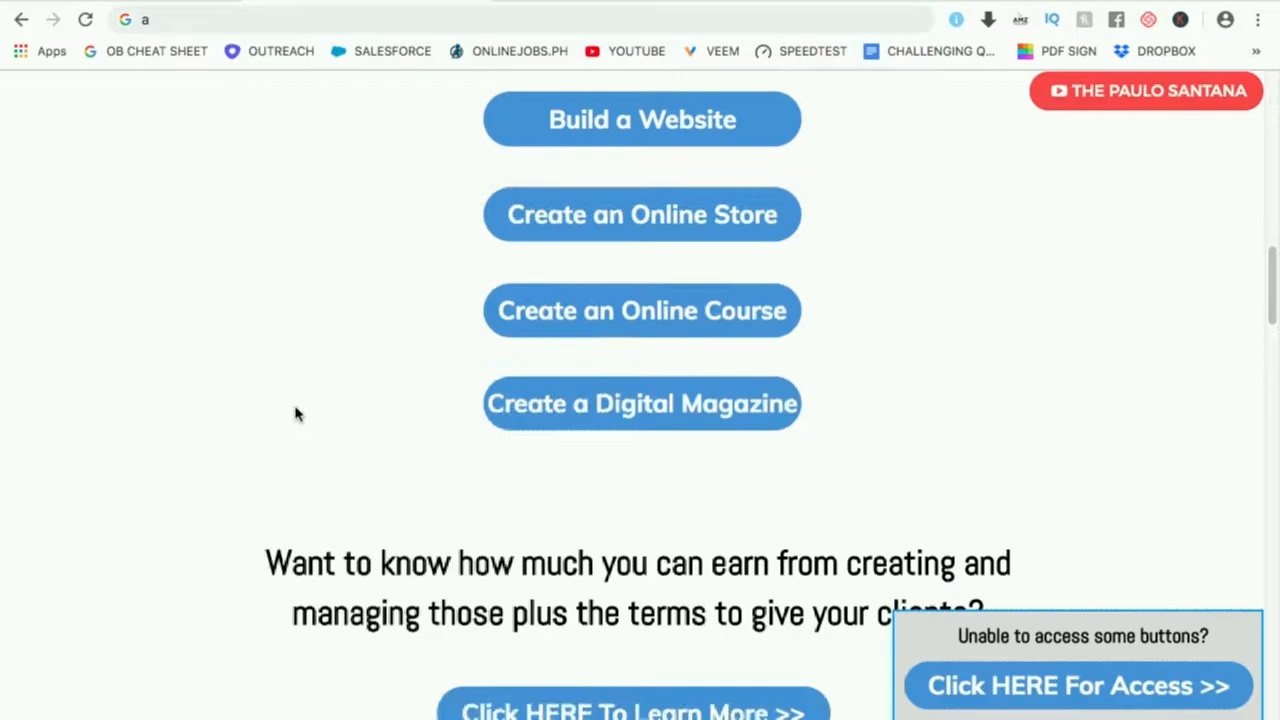 a
Apps OB CHEAT SHEET OUTREACH SALESFORCE ONLINEJOBS.PH YOUTUBE VEEM SPEEDTEST CHALLENGING Q... PDF SIGN DROPBOX »
THE PAULO SANTANA
Build a Website
Create an Online Store
Create an Online Course
Create a Digital Magazine
Want to know how much you can earn from creating and
managing those plus the terms to give your clients?
Unable to access some buttons?
Click HERE For Access >>
Click HERE To Learn More >>